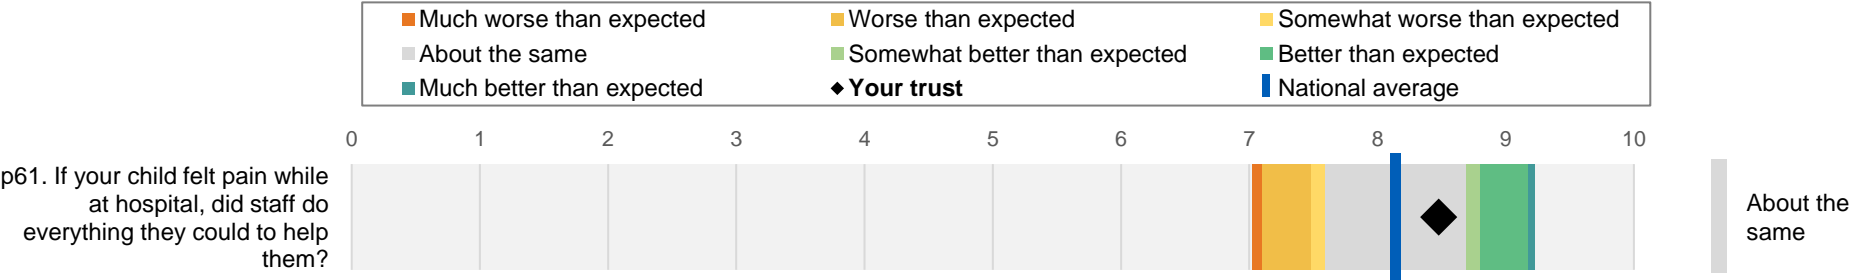 Much worse than expected
Worse than expected
Somewhat worse than expected
About the same
Somewhat better than expected
Better than expected
Much better than expected
Your trust
National average
0 1 2 3 4 5 6 7 8 9 10
p61. If your child felt pain while
at hospital, did staff do
everything they could to help
them?
About the
same